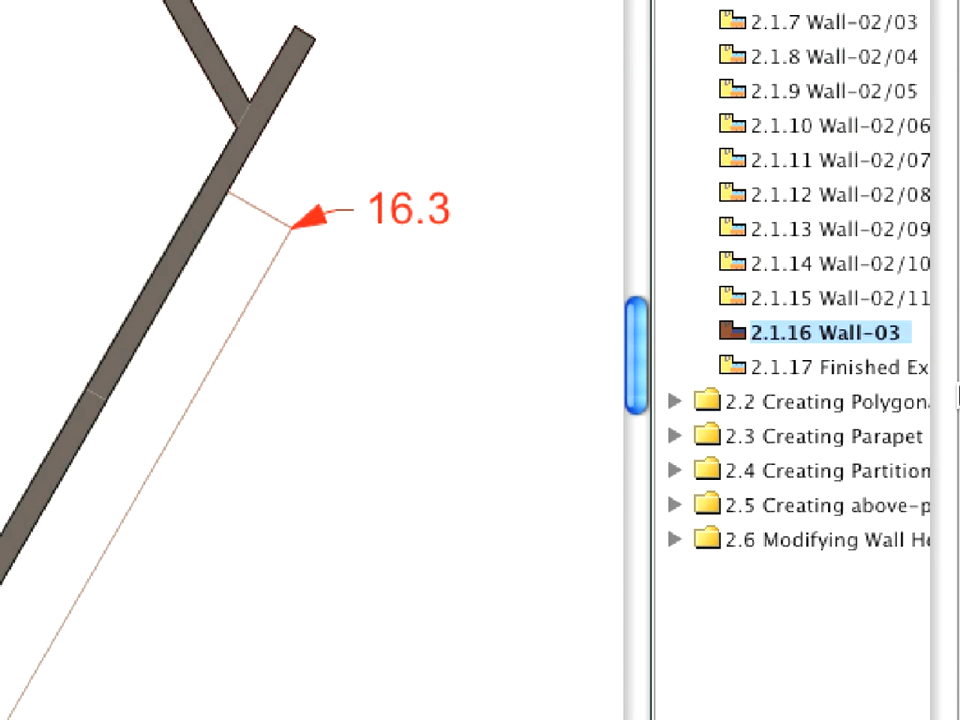 16.3
2.1.7 Wall-02/03
2.1.8 Wall-02/04
2.1.9 Wall-02/05
2.1.10 Wall-02/06
2.1.11 Wall-02/07
2.1.12 Wall-02/08
2.1.13 Wall-02/09
2.1.14 Wall-02/10
2.1.15 Wall-02/11
2.1.16 Wall-03
2.1.17 Finished Ex
2.2 Creating Polygon
2.3 Creating Parapet
2.4 Creating Partition
2.5 Creating above-p
2.6 Modifying Wall He